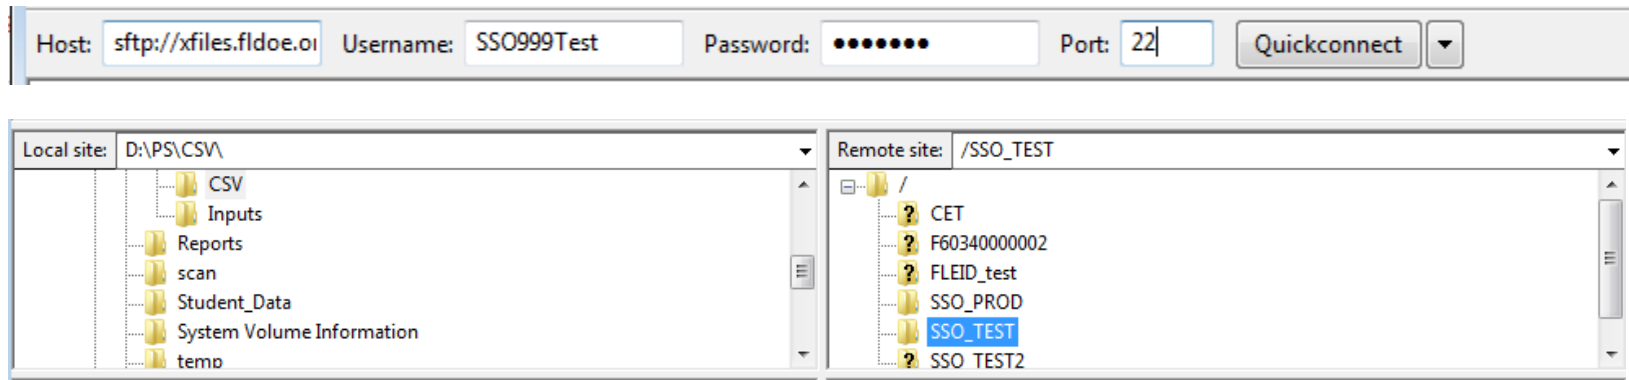 Host: sftp://xfiles.fldoe.or Username: SSO999Test Password: ●●●●●●● Port: 22 Quickconnect
Local site: D:\PS\CSV\
CSV
Inputs
Reports
scan
Student_Data
System Volume Information
temp
Remote site: /SSO_TEST
/
CET
F60340000002
FLEID_test
SSO_PROD
SSO_TEST
SSO_TEST2